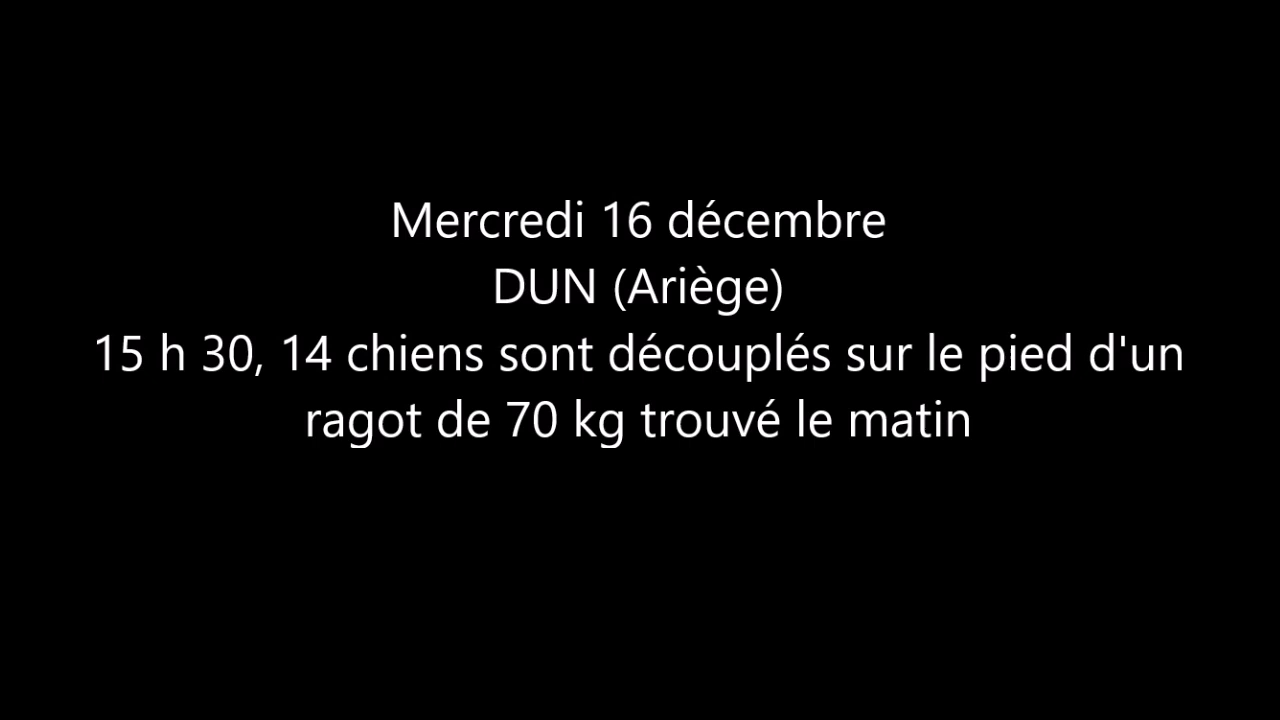 Mercredi 16 décembre
DUN (Ariège)
15 h 30, 14 chiens sont découplés sur le pied d'un
ragot de 70 kg trouvé le matin